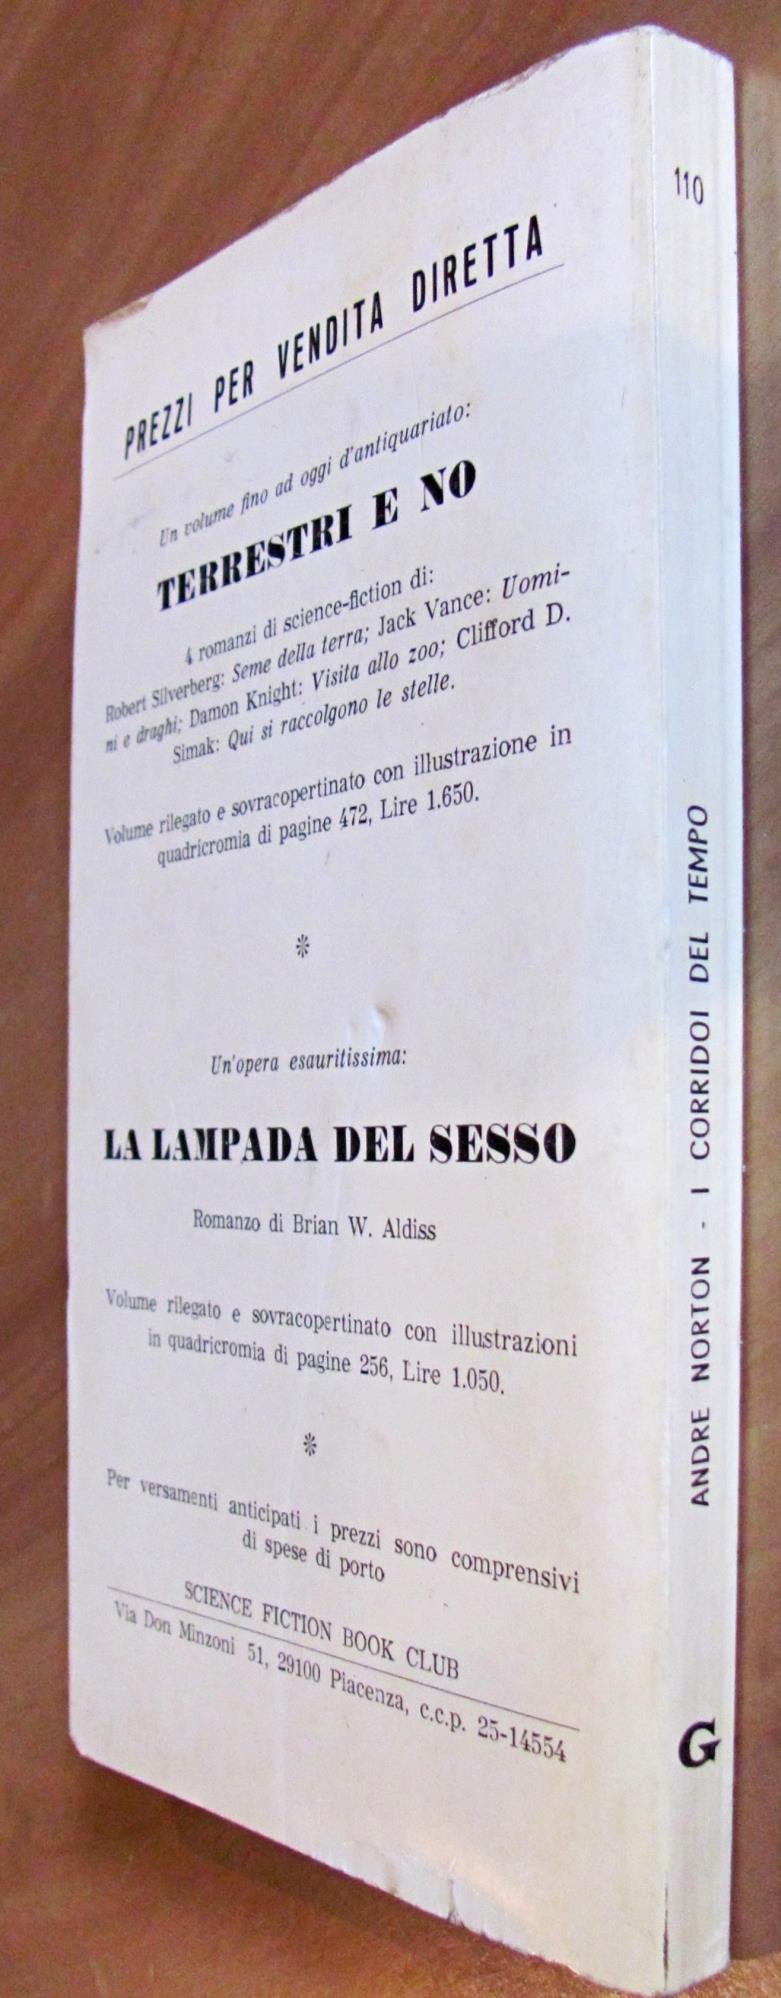 PREZZI PER VENDITA DIRETTA
Un volume fino ad oggi d'antiquariato:
TERRESTRI E NO
4 romanzi di science-fiction di:
Robert Silverberg: Seme della terra; Jack Vance: Uomi-
ni e draghi; Damon Knight: Visita allo zoo; Clifford D.
Simak: Qui si raccolgono le stelle.
Volume rilegato e sovracopertinato con illustrazione in
quadricromia di pagine 472, Lire 1.650.
*
Un'opera esauritissima:
LA LAMPADA DEL SESSO
Romanzo di Brian W. Aldiss
Volume rilegato e sovracopertinato con illustrazioni
in quadricromia di pagine 256, Lire 1.050.
*
Per versamenti anticipati i prezzi sono comprensivi
di spese di porto
SCIENCE FICTION BOOK CLUB
Via Don Minzoni 51, 29100 Piacenza, c.c.p. 25-14554
110
ANDRE NORTON - I CORRIDOI DEL TEMPO
G